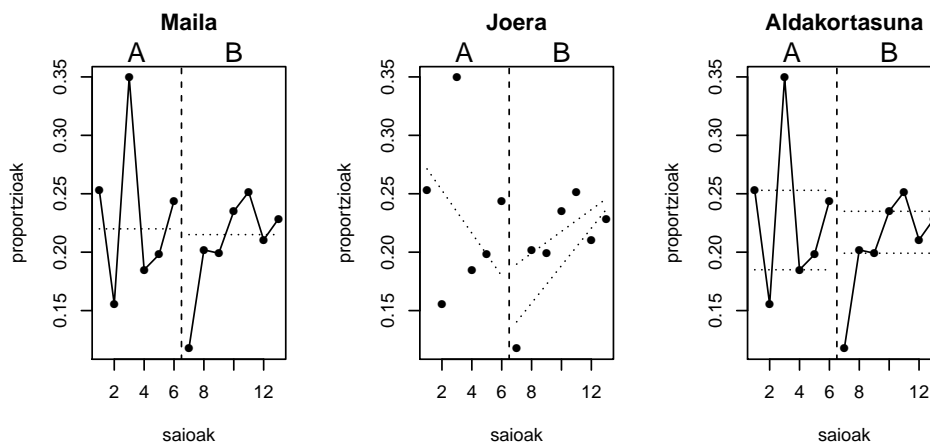 Maila
A B
proportzioak
0.15 0.20 0.25 0.30 0.35
2 4 6 8 12
saioak
Joera
A B
proportzioak
0.15 0.20 0.25 0.30 0.35
2 4 6 8 12
saioak
Aldakortasuna
A B
proportzioak
0.15 0.20 0.25 0.30 0.35
2 4 6 8 12
saioak